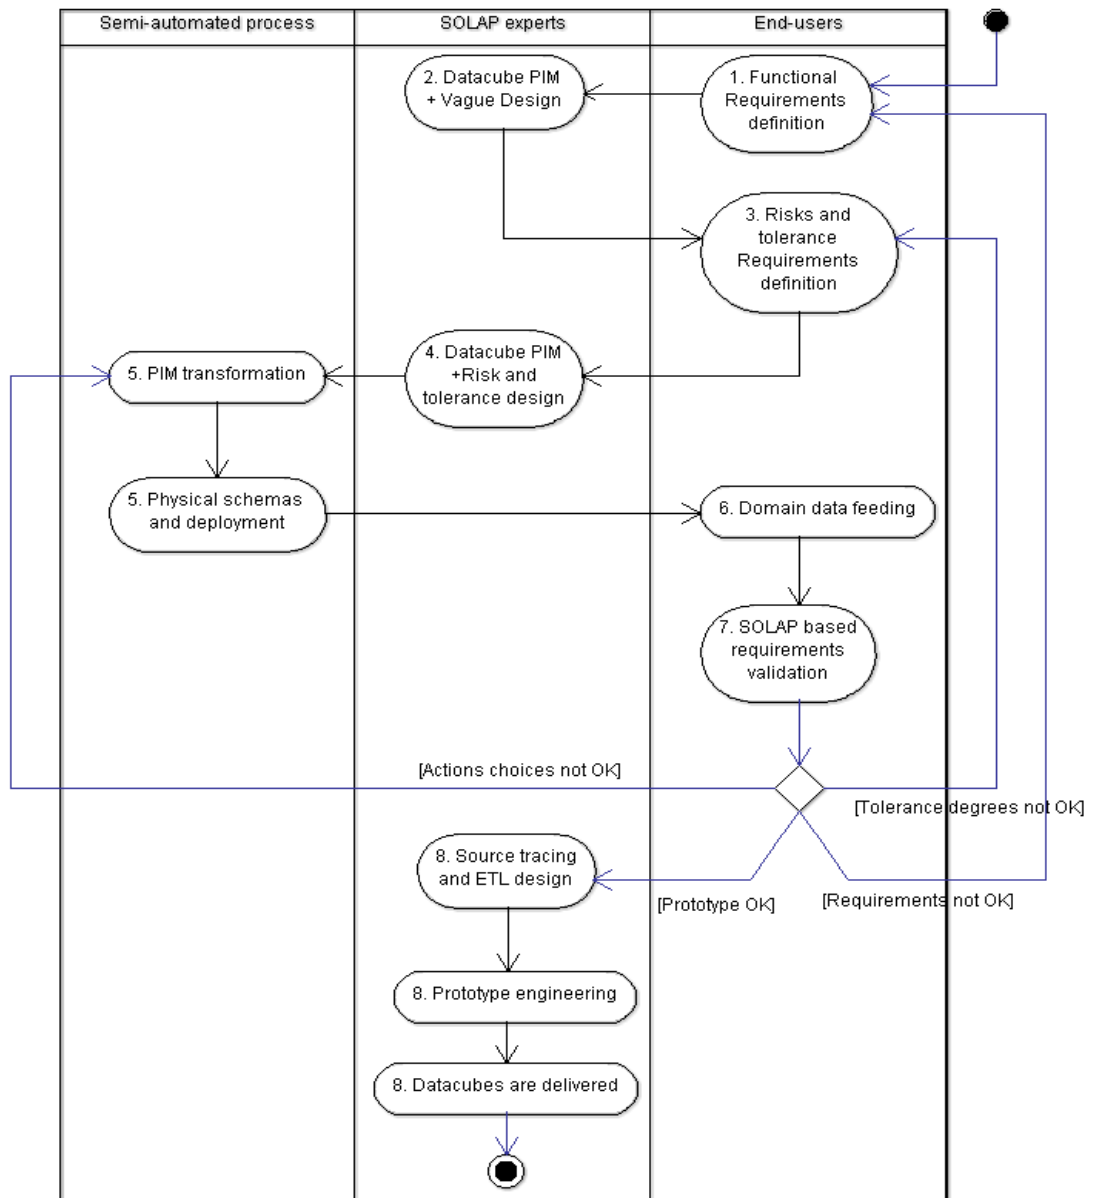 Semi-automated process
SOLAP experts
End-users
2. Datacube PIM
+ Vague Design
1. Functional
Requirements
definition
3. Risks and
tolerance
Requirements
definition
4. Datacube PIM
+Risk and
tolerance design
5. PIM transformation
5. Physical schemas
and deployment
6. Domain data feeding
7. SOLAP based
requirements
validation
[Actions choices not OK]
[Tolerance degrees not OK]
8. Source tracing
and ETL design
[Prototype OK]
[Requirements not OK]
8. Prototype engineering
8. Datacubes are delivered